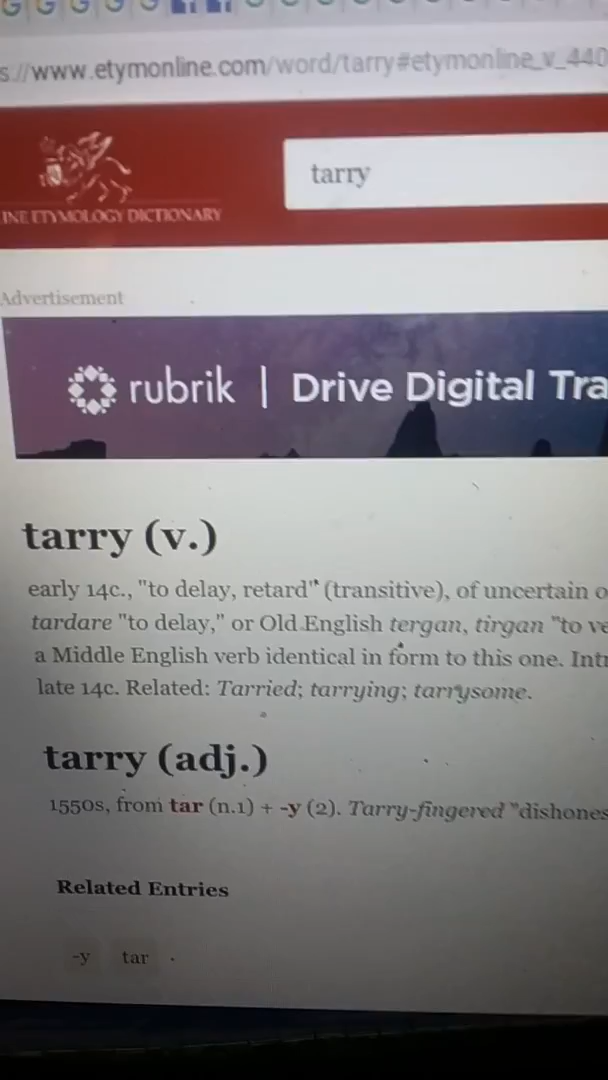 s://www.etymonline.com/word/tarry#etymonline_v_440
tarry
INE ETYMOLOGY DICTIONARY
Advertisement
rubrik | Drive Digital Tra
tarry (v.)
early 14c., "to delay, retard" (transitive), of uncertain o
tardare "to delay," or Old English tergan, tirgan "to ve
a Middle English verb identical in form to this one. Intr
late 14c. Related: Tarried; tarrying; tarrysome.
tarry (adj.)
1550s, from tar (n.1) + -y (2). Tarry-fingered "dishones
Related Entries
-y tar